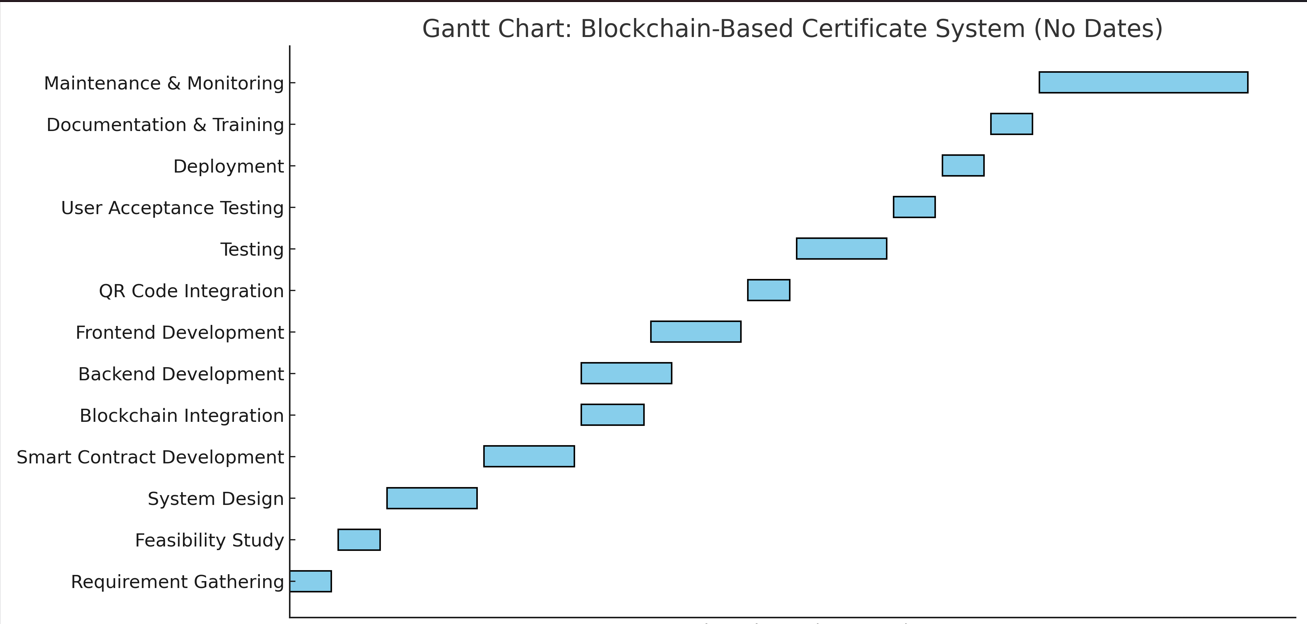 Gantt Chart: Blockchain-Based Certificate System (No Dates)
Maintenance & Monitoring
Documentation & Training
Deployment
User Acceptance Testing
Testing
QR Code Integration
Frontend Development
Backend Development
Blockchain Integration
Smart Contract Development
System Design
Feasibility Study
Requirement Gathering